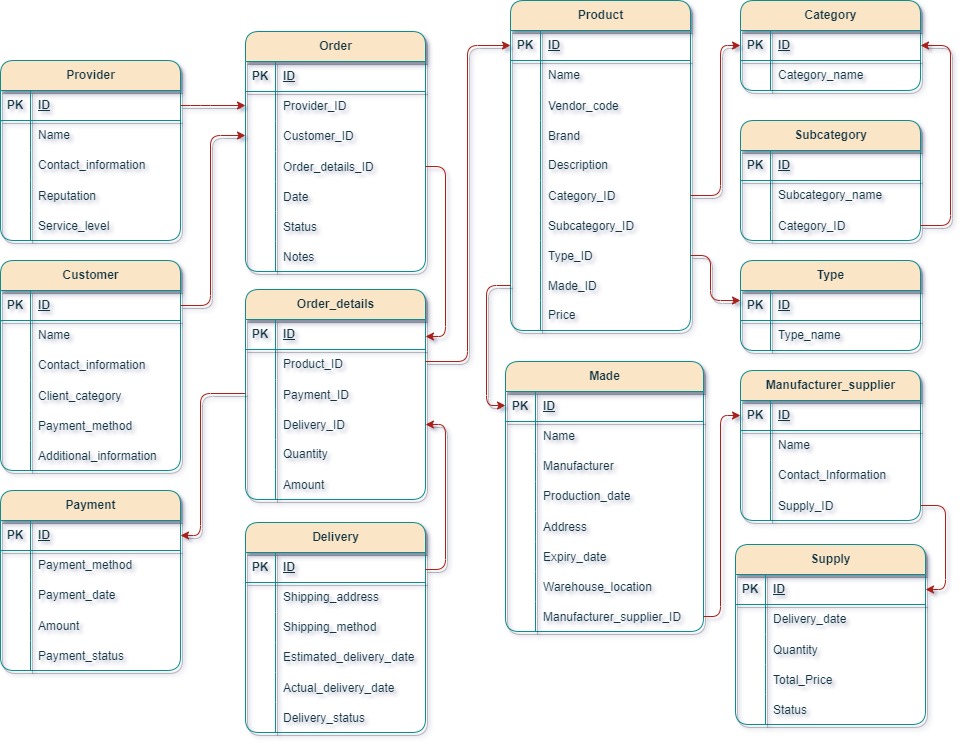 Provider
PK ID
Name
Contact_information
Reputation
Service_level
Customer
PK ID
Name
Contact_information
Client_category
Payment_method
Additional_information
Payment
PK ID
Payment_method
Payment_date
Amount
Payment_status
Order
PK ID
Provider_ID
Customer_ID
Order_details_ID
Date
Status
Notes
Order_details
PK ID
Product_ID
Payment_ID
Delivery_ID
Quantity
Amount
Delivery
PK ID
Shipping_address
Shipping_method
Estimated_delivery_date
Actual_delivery_date
Delivery_status
Product
PK ID
Name
Vendor_code
Brand
Description
Category_ID
Subcategory_ID
Type_ID
Made_ID
Price
Made
PK ID
Name
Manufacturer
Production_date
Address
Expiry_date
Warehouse_location
Manufacturer_supplier_ID
Category
PK ID
Category_name
Subcategory
PK ID
Subcategory_name
Category_ID
Type
PK ID
Type_name
Manufacturer_supplier
PK ID
Name
Contact_Information
Supply_ID
Supply
PK ID
Delivery_date
Quantity
Total_Price
Status